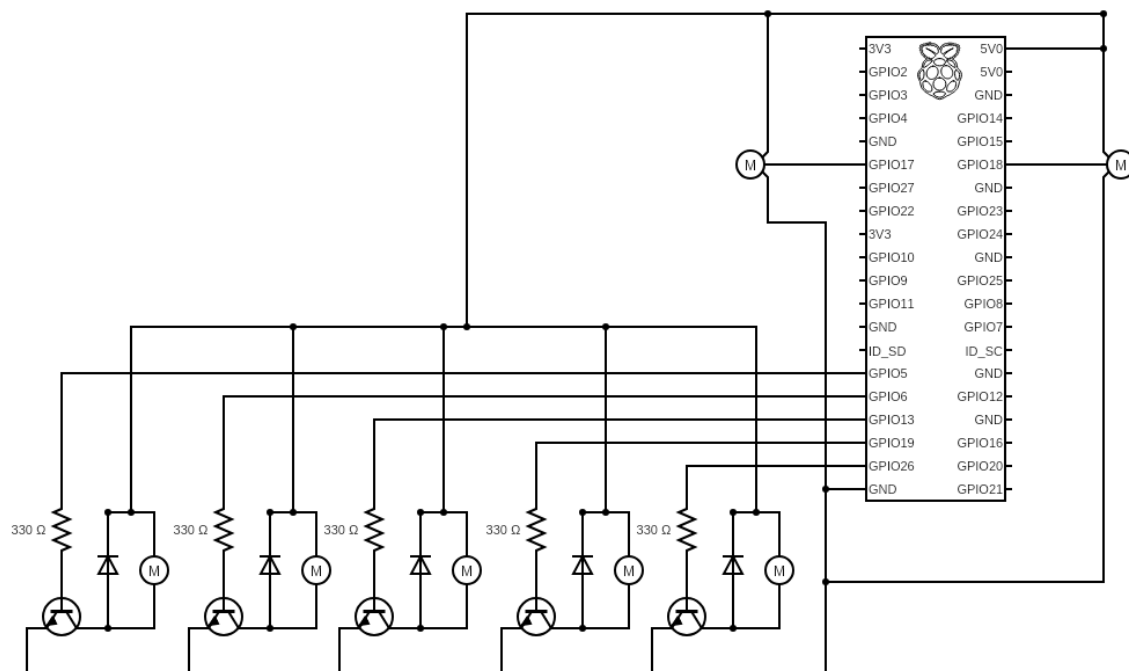 3V3 5V0
GPIO2 5V0
GPIO3 GND
GPIO4 GPIO14
GND GPIO15
M GPIO17 GPIO18 M
GPIO27 GND
GPIO22 GPIO23
3V3 GPIO24
GPIO10 GND
GPIO9 GPIO25
GPIO11 GPIO8
GND GPIO7
ID_SD ID_SC
GPIO5 GND
GPIO6 GPIO12
GPIO13 GND
GPIO19 GPIO16
GPIO26 GPIO20
GND GPIO21
330 Ω 330 Ω 330 Ω 330 Ω 330 Ω
M M M M M